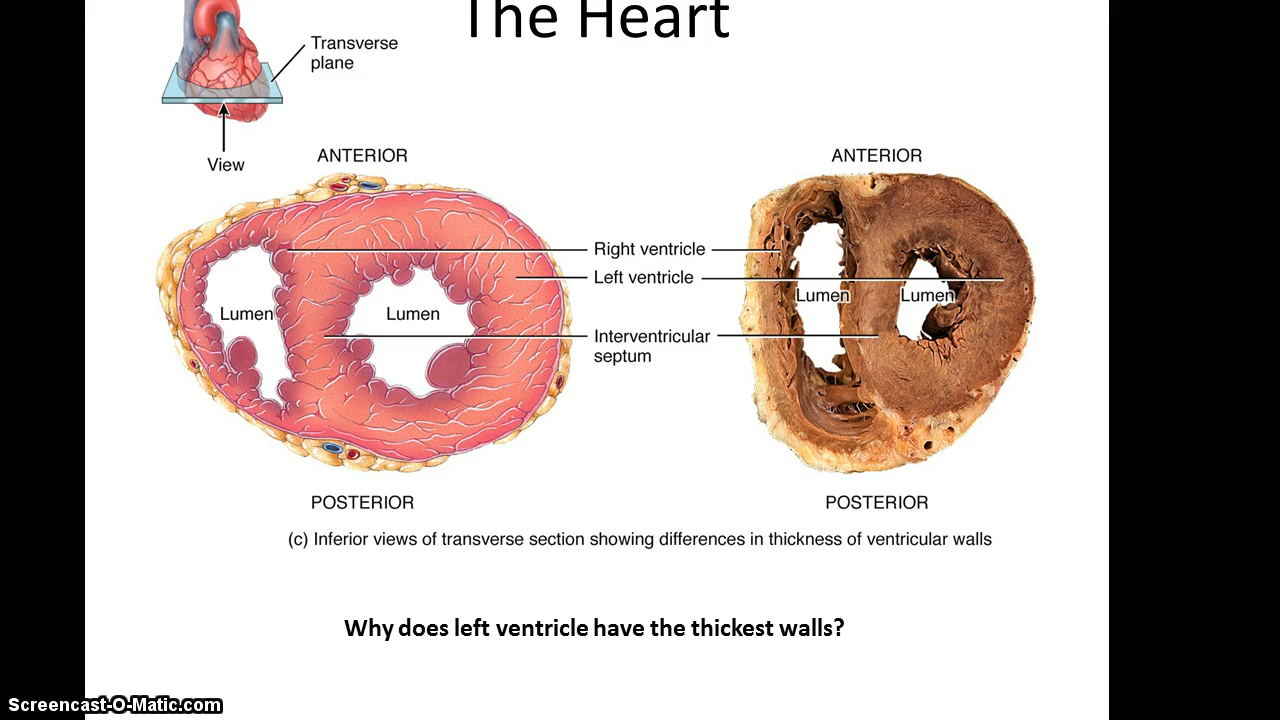 The Heart
Transverse
plane
View
ANTERIOR
ANTERIOR
Right ventricle
Left ventricle
Lumen
Lumen
Lumen
Lumen
Interventricular
septum
POSTERIOR
POSTERIOR
(c) Inferior views of transverse section showing differences in thickness of ventricular walls
Why does left ventricle have the thickest walls?
Screencast-O-Matic.com